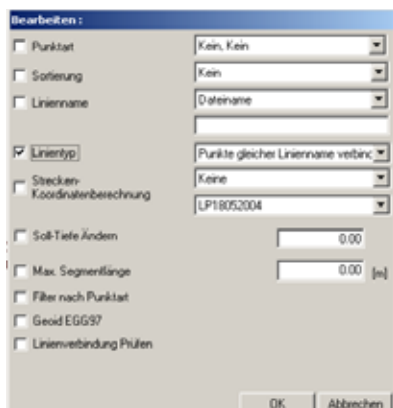 Bearbeiten :
Punktart Kein, Kein
Sortierung Kein
Linienname Dateiname
Linientyp Punkte gleicher Linienname verbinc
Strecken- Keine
Koordinatenberechnung
LP18052004
Soll-Tiefe Ändern 0.00
Max. Segmentlänge 0.00 [m]
Filter nach Punktart
Geoid EGG97
Linienverbindung Prüfen
OK Abbrechen